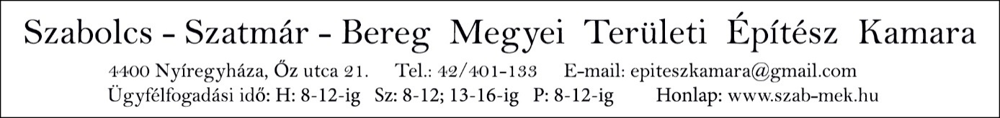 Szabolcs - Szatmár - Bereg Megyei Területi Építész Kamara
4400 Nyíregyháza, Őz utca 21. Tel.: 42/401-133 E-mail: epiteszkamara@gmail.com
Ügyfélfogadási idő: H: 8-12-ig Sz: 8-12; 13-16-ig P: 8-12-ig Honlap: www.szab-mek.hu